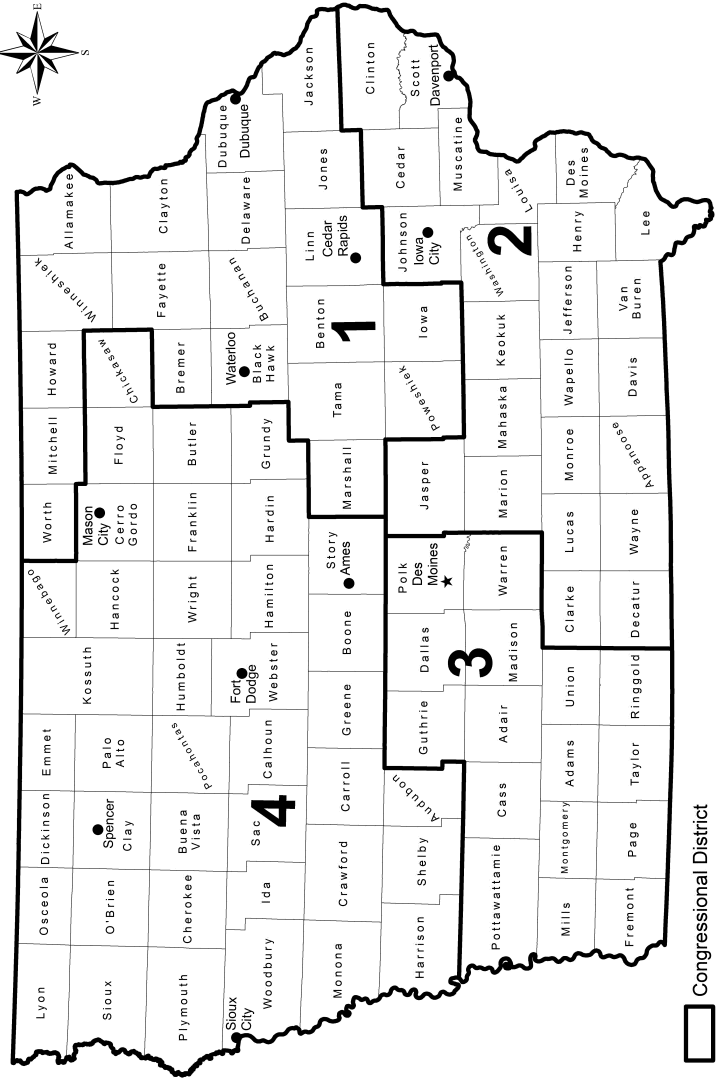 E
S
W
Lyon
Osceola
Dickinson
Emmet
Kossuth
Winnebago
Worth
Mitchell
Howard
Winneshiek
Allamakee
Sioux
O'Brien
Spencer
Clay
Palo
Alto
Hancock
Mason
City
Cerro
Gordo
Floyd
Chickasaw
Fayette
Clayton
Plymouth
Cherokee
Buena
Vista
Pocahontas
Humboldt
Wright
Franklin
Butler
Bremer
Sioux
City
Woodbury
Ida
Sac
4
Calhoun
Fort
Dodge
Webster
Hamilton
Hardin
Grundy
Waterloo
Black
Hawk
Buchanan
Delaware
Dubuque
Dubuque
Monona
Crawford
Carroll
Greene
Boone
Story
Ames
Marshall
Tama
Benton
1
Linn
Cedar
Rapids
Jones
Jackson
Harrison
Shelby
Audubon
Guthrie
Dallas
Polk
Des
Moines
Jasper
Poweshiek
Iowa
Johnson
Iowa
City
Cedar
Clinton
Scott
Davenport
Muscatine
Pottawattamie
Cass
Adair
3
Madison
Warren
Marion
Mahaska
Keokuk
Washington
2
Louisa
Mills
Montgomery
Adams
Union
Clarke
Lucas
Monroe
Wapello
Jefferson
Henry
Des
Moines
Fremont
Page
Taylor
Ringgold
Decatur
Wayne
Appanoose
Davis
Van
Buren
Lee
Congressional District